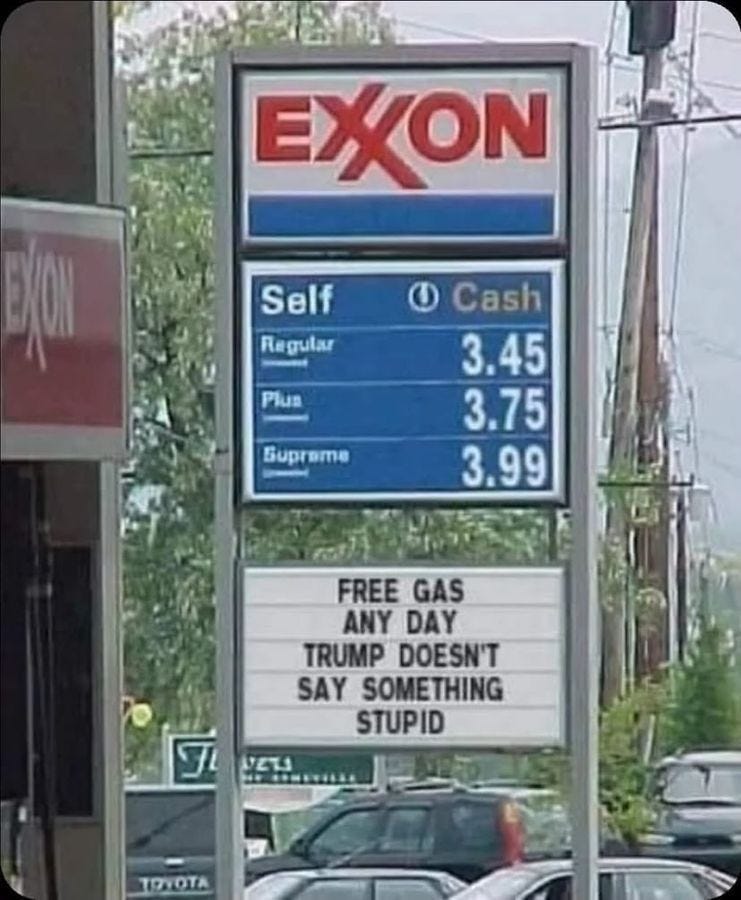 EXXON
EXXON
Self Cash
Regular 3.45
Plus 3.75
Supreme 3.99
FREE GAS
ANY DAY
TRUMP DOESN'T
SAY SOMETHING
STUPID
TOYOTA